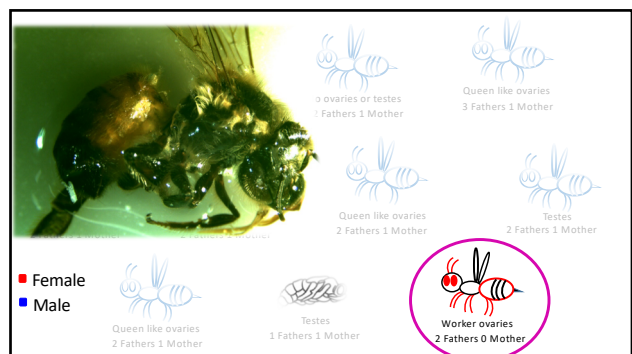 ovaries or testes
Fathers 1 Mother
Queen like ovaries
3 Fathers 1 Mother
Queen like ovaries
2 Fathers 1 Mother
Testes
2 Fathers 1 Mother
Female
Male
Queen like ovaries
2 Fathers 1 Mother
Testes
1 Fathers 1 Mother
Worker ovaries
2 Fathers 0 Mother